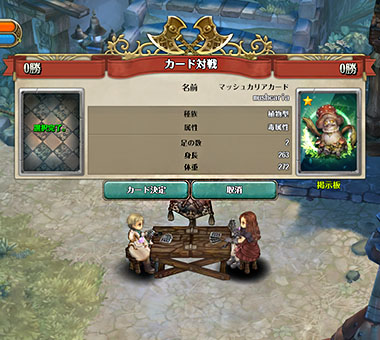 カード対戦
0勝
0勝
名前 マッシュカリアカード
mushcaria
種族 植物型
属性 毒属性
足の数 2
身長 263
体重 272
選択完了。
カード決定
取消
掲示板